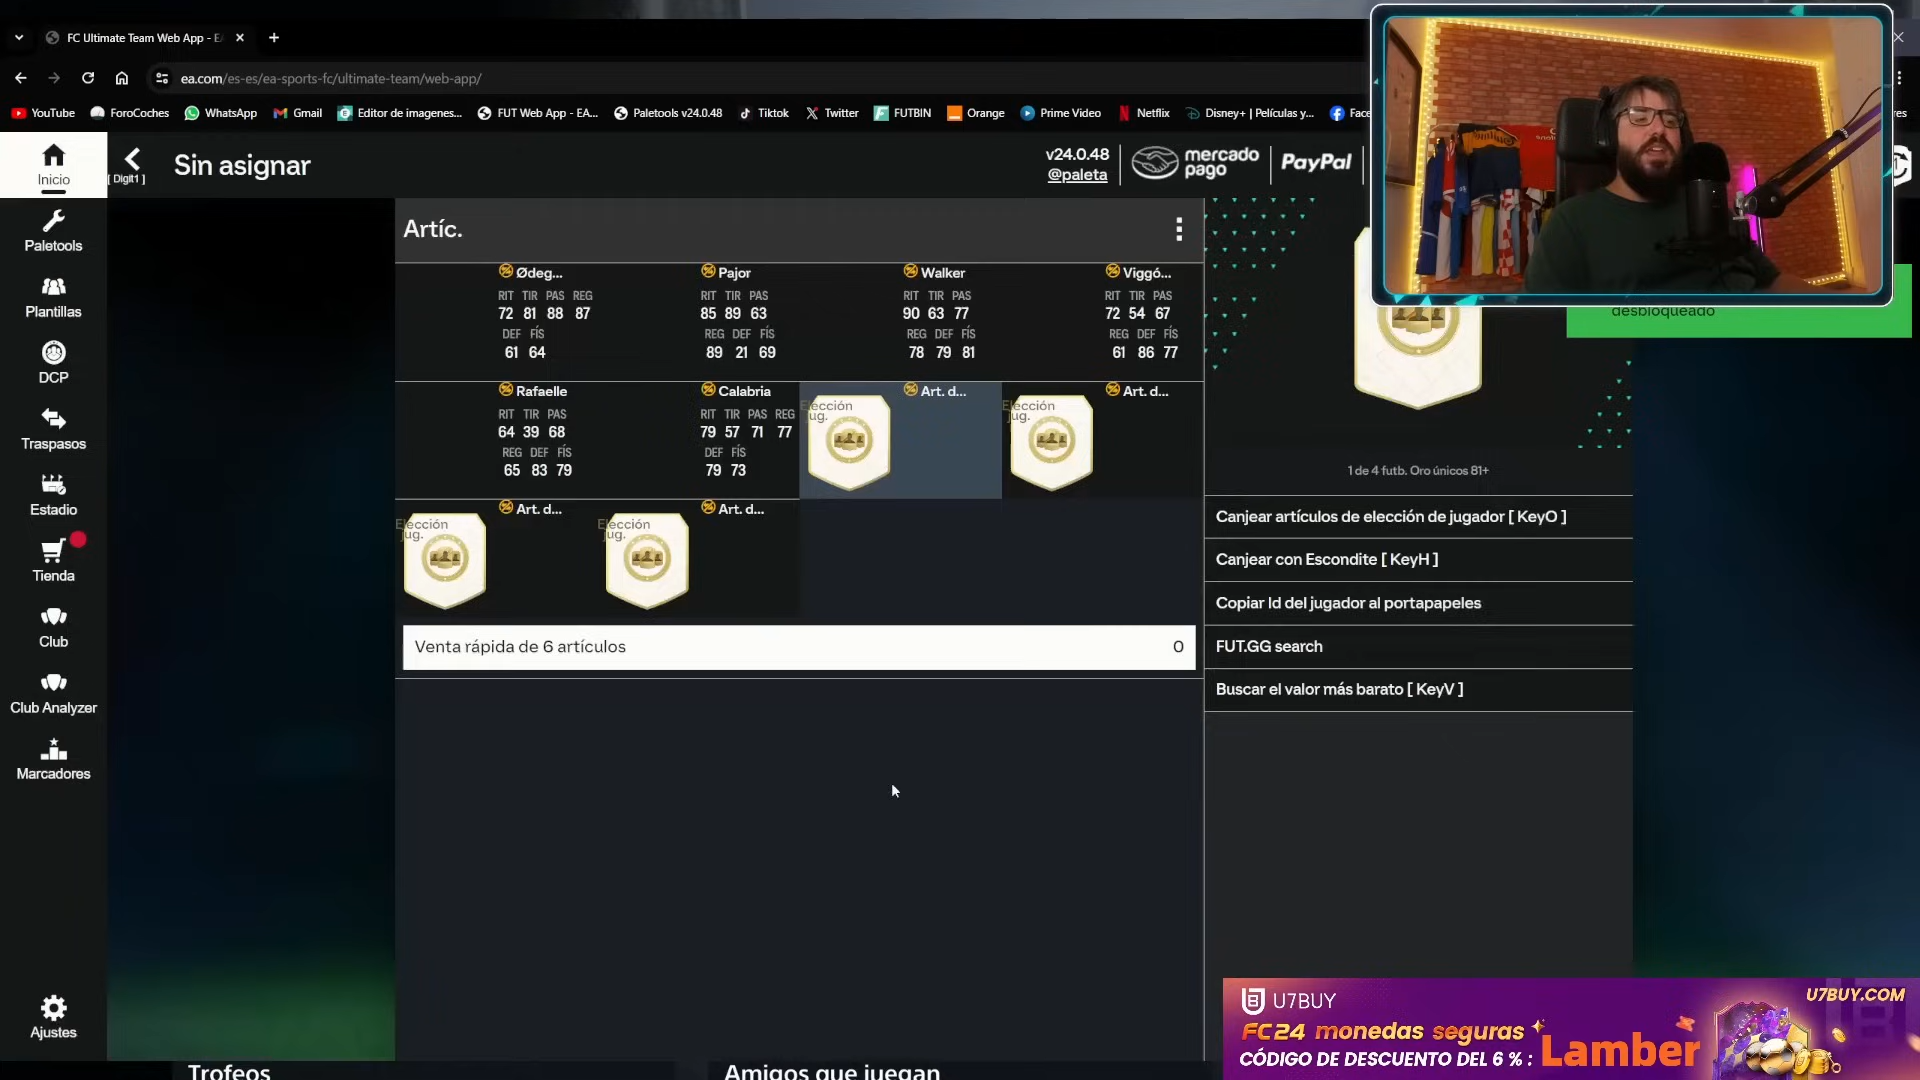 FC Ultimate Team Web App - EA
ea.com/es-es/ea-sports-fc/ultimate-team/web-app/
YouTube
ForoCoches
WhatsApp
Gmail
Editor de imagenes...
FUT Web App - EA...
Paletools v24.0.48
Tiktok
Twitter
FUTBIN
Orange
Prime Video
Netflix
Disney+ | Películas y...
Inicio
[ Digit1 ]
Sin asignar
v24.0.48
@paleta
mercado
pago
PayPal
Paletools
Plantillas
DCP
Traspasos
Estadio
Tienda
Club
Club Analyzer
Marcadores
Ajustes
Artíc.
Ødeg...
RIT TIR PAS REG
72 81 88 87
DEF FÍS
61 64
Pajor
RIT TIR PAS
85 89 63
REG DEF FÍS
89 21 69
Walker
RIT TIR PAS
90 63 77
REG DEF FÍS
78 79 81
Viggó...
RIT TIR PAS
72 54 67
REG DEF FÍS
61 86 77
Rafaelle
RIT TIR PAS
64 39 68
REG DEF FÍS
65 83 79
Calabria
RIT TIR PAS REG
79 57 71 77
DEF FÍS
79 73
Elección
jug.
Art. d...
Elección
jug.
Art. d...
Elección
jug.
Art. d...
Elección
jug.
Art. d...
Venta rápida de 6 artículos 0
desbloqueado
1 de 4 futb. Oro únicos 81+
Canjear artículos de elección de jugador [ KeyO ]
Canjear con Escondite [ KeyH ]
Copiar Id del jugador al portapapeles
FUT.GG search
Buscar el valor más barato [ KeyV ]
U7BUY
U7BUY.COM
FC24 monedas seguras
CÓDIGO DE DESCUENTO DEL 6 % : Lamber
Trofeos
Amigos que juegan